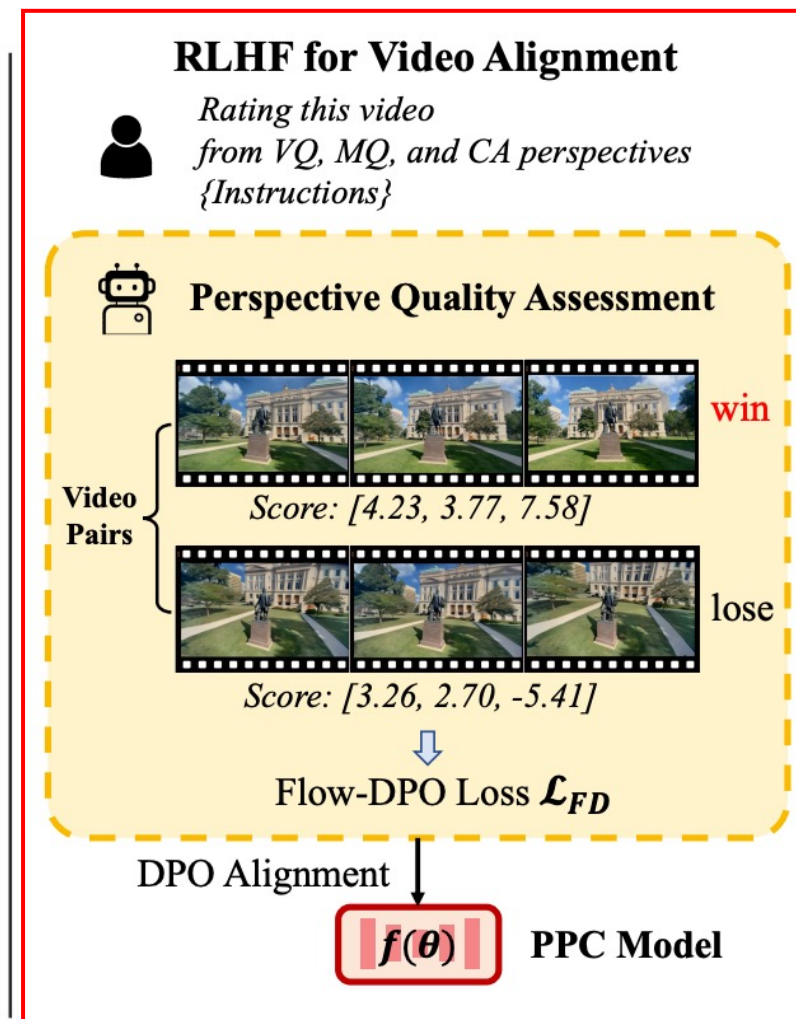 RLHF for Video Alignment
Rating this video
from VQ, MQ, and CA perspectives
{Instructions}
Perspective Quality Assessment
win
Video
Pairs
Score: [4.23, 3.77, 7.58]
lose
Score: [3.26, 2.70, -5.41]
Flow-DPO Loss 𝓛_FD
DPO Alignment
f(θ)
PPC Model